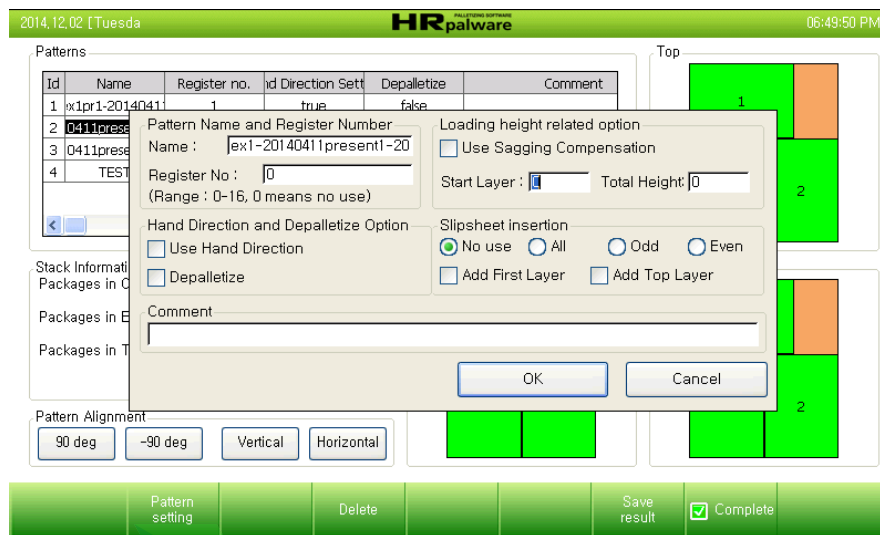 2014,12,02 [Tuesda
HRpalware
PALLETIZING SOFTWARE
06:49:50 PM
Patterns
Top
Id Name Register no. nd Direction Sett Depalletize Comment
1 ex1pr1-20140411 1 true false
2 0411prese
3 0411prese
4 TEST
1
2
Pattern Name and Register Number
Name : ex1-20140411present1-20
Register No : 0
(Range : 0-16, 0 means no use)
Loading height related option
Use Sagging Compensation
Start Layer : 0 Total Height: 0
Hand Direction and Depalletize Option
Use Hand Direction
Depalletize
Slipsheet insertion
No use All Odd Even
Add First Layer Add Top Layer
Comment
OK Cancel
Stack Informati
Packages in O
Packages in E
Packages in T
2
Pattern Alignment
90 deg -90 deg Vertical Horizontal
Pattern setting
Delete
Save result
Complete